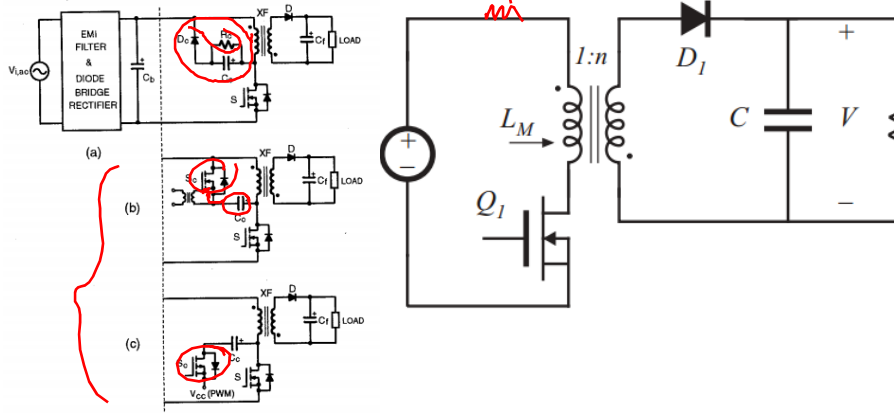 EMI
FILTER
&
DIODE
BRIDGE
RECTIFIER
Vi,ac
Cb
Dc
Rc
Cc
S
XF
D
Cf
LOAD
(a)
(b)
Sc
Cc
S
XF
D
Cf
LOAD
(c)
Sc
Cc
VCC (PWM)
S
XF
D
Cf
LOAD
1:n
LM
Q1
D1
C
V
+
−
+
−